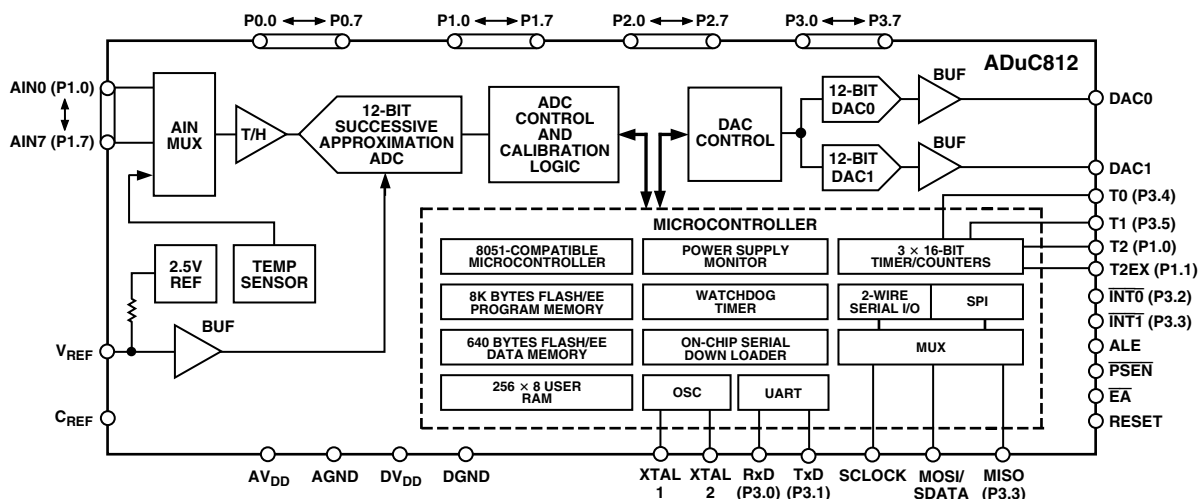 P0.0 P0.7 P1.0 P1.7 P2.0 P2.7 P3.0 P3.7
ADuC812
AIN0 (P1.0)
AIN7 (P1.7)
AIN
MUX
T/H
12-BIT
SUCCESSIVE
APPROXIMATION
ADC
ADC
CONTROL
AND
CALIBRATION
LOGIC
DAC
CONTROL
12-BIT
DAC0
BUF
12-BIT
DAC1
BUF
DAC0
DAC1
T0 (P3.4)
T1 (P3.5)
T2 (P1.0)
T2EX (P1.1)
INT0 (P3.2)
INT1 (P3.3)
ALE
PSEN
EA
RESET
2.5V
REF
TEMP
SENSOR
BUF
VREF
CREF
MICROCONTROLLER
8051-COMPATIBLE
MICROCONTROLLER
POWER SUPPLY
MONITOR
3 × 16-BIT
TIMER/COUNTERS
8K BYTES FLASH/EE
PROGRAM MEMORY
WATCHDOG
TIMER
2-WIRE
SERIAL I/O
SPI
640 BYTES FLASH/EE
DATA MEMORY
ON-CHIP SERIAL
DOWN LOADER
MUX
256 × 8 USER
RAM
OSC
UART
AVDD
AGND
DVDD
DGND
XTAL
1
XTAL
2
RxD
(P3.0)
TxD
(P3.1)
SCLOCK
MOSI/
SDATA
MISO
(P3.3)